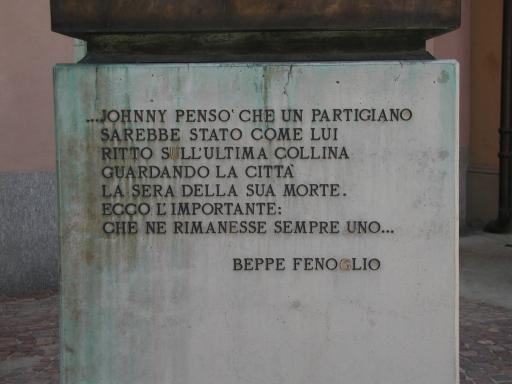 ...JOHNNY PENSO' CHE UN PARTIGIANO
SAREBBE STATO COME LUI
RITTO SULL'ULTIMA COLLINA
GUARDANDO LA CITTÀ
LA SERA DELLA SUA MORTE.
ECCO L'IMPORTANTE:
CHE NE RIMANESSE SEMPRE UNO...
BEPPE FENOGLIO